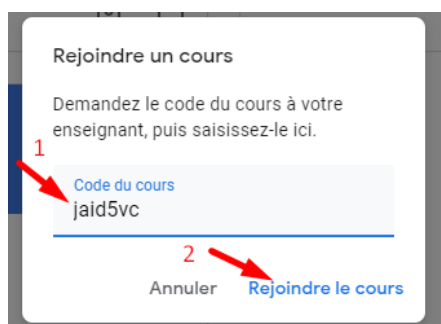 Rejoindre un cours
Demandez le code du cours à votre
enseignant, puis saisissez-le ici.
1
Code du cours
jaid5vc
2
Annuler Rejoindre le cours